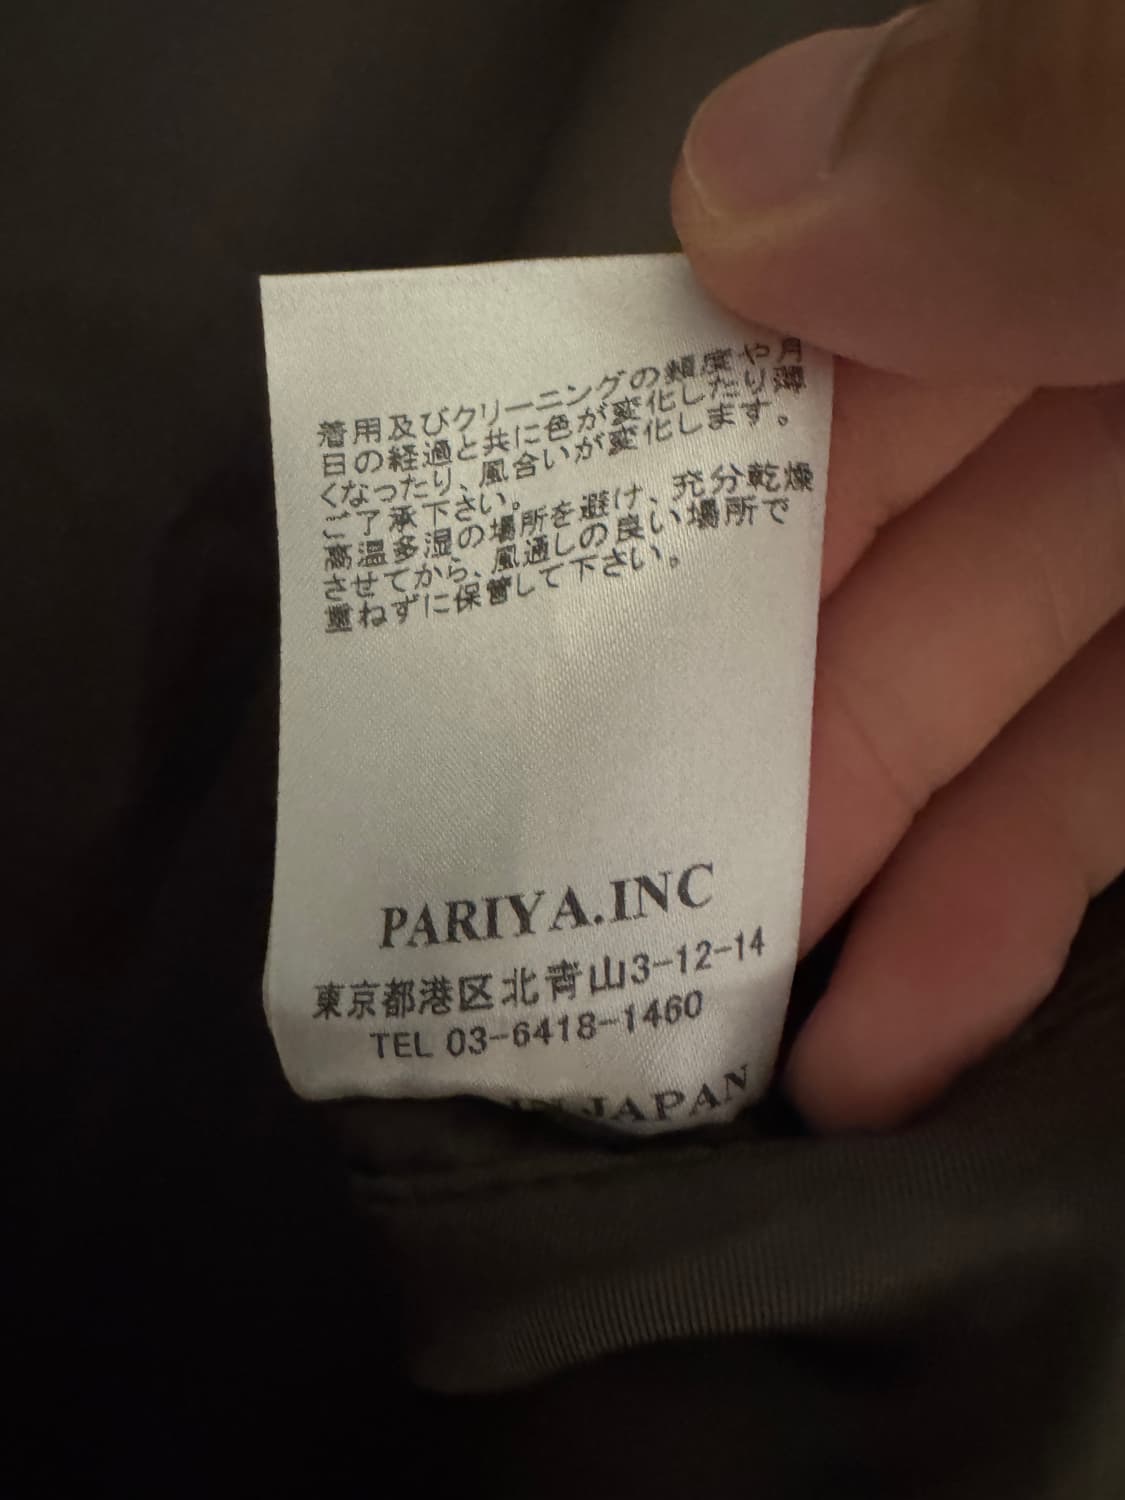 着用及びクリーニングの頻度や月
日の経過と共に色が変化したり薄
くなったり、風合いが変化します。
ご了承下さい。
高温多湿の場所を避け、充分乾燥
させてから、風通しの良い場所で
重ねずに保管して下さい。
PARIYA.INC
東京都港区北青山3-12-14
TEL 03-6418-1460
IN JAPAN